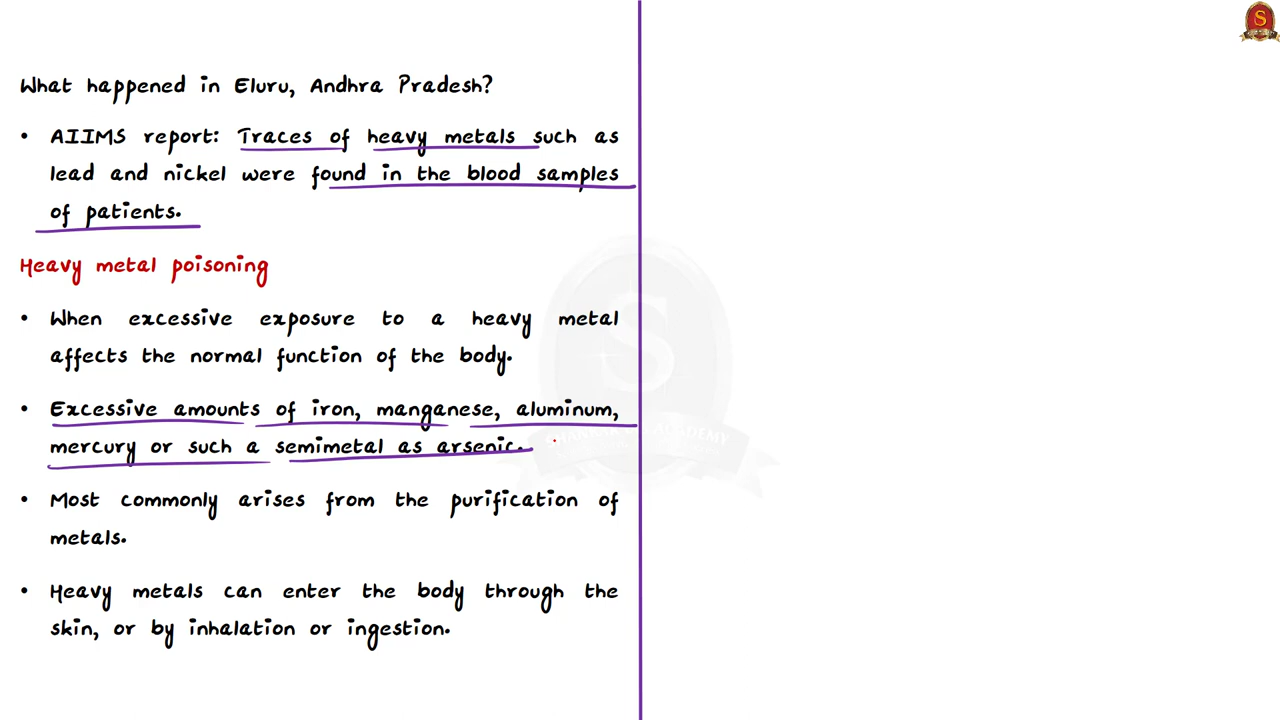 What happened in Eluru, Andhra Pradesh?
• AIIMS report: Traces of heavy metals such as
lead and nickel were found in the blood samples
of patients.
Heavy metal poisoning
• When excessive exposure to a heavy metal
affects the normal function of the body.
• Excessive amounts of iron, manganese, aluminum,
mercury or such a semimetal as arsenic.
• Most commonly arises from the purification of
metals.
• Heavy metals can enter the body through the
skin, or by inhalation or ingestion.
S
S
ACADEMY